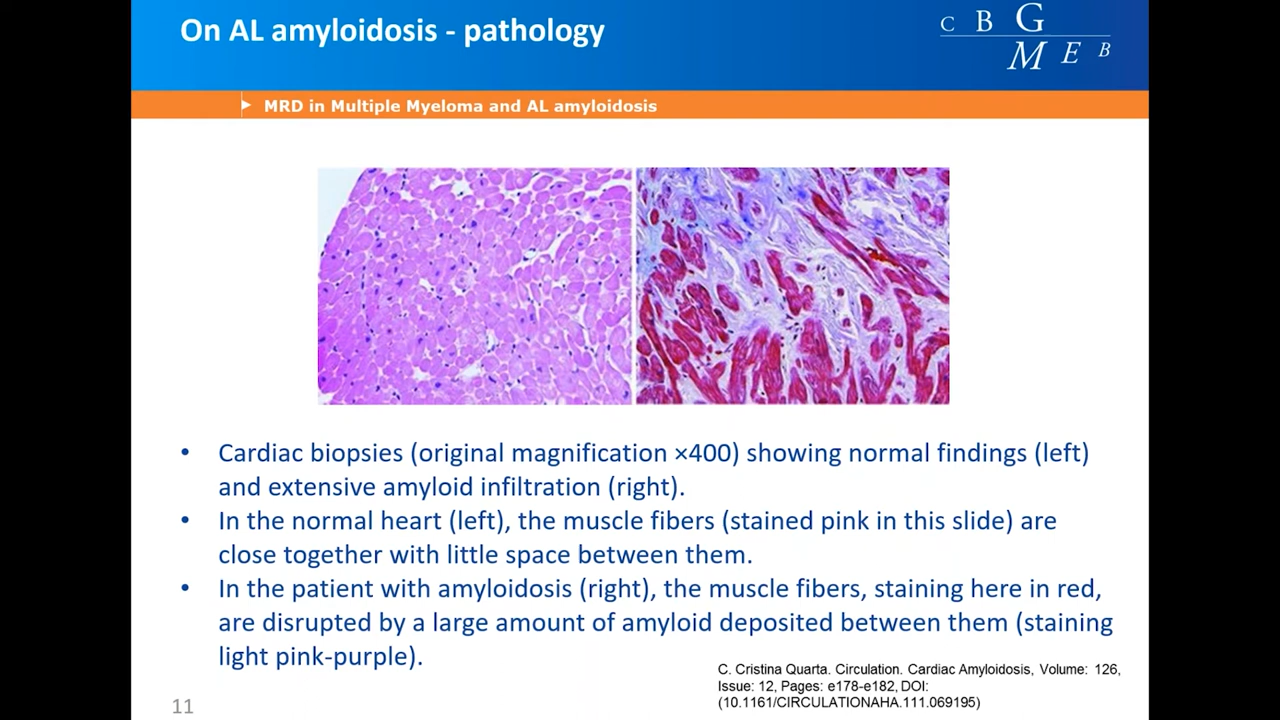 On AL amyloidosis - pathology
C B G
M E B
MRD in Multiple Myeloma and AL amyloidosis
• Cardiac biopsies (original magnification ×400) showing normal findings (left)
and extensive amyloid infiltration (right).
• In the normal heart (left), the muscle fibers (stained pink in this slide) are
close together with little space between them.
• In the patient with amyloidosis (right), the muscle fibers, staining here in red,
are disrupted by a large amount of amyloid deposited between them (staining
light pink-purple).
C. Cristina Quarta. Circulation. Cardiac Amyloidosis, Volume: 126,
Issue: 12, Pages: e178-e182, DOI:
(10.1161/CIRCULATIONAHA.111.069195)
11